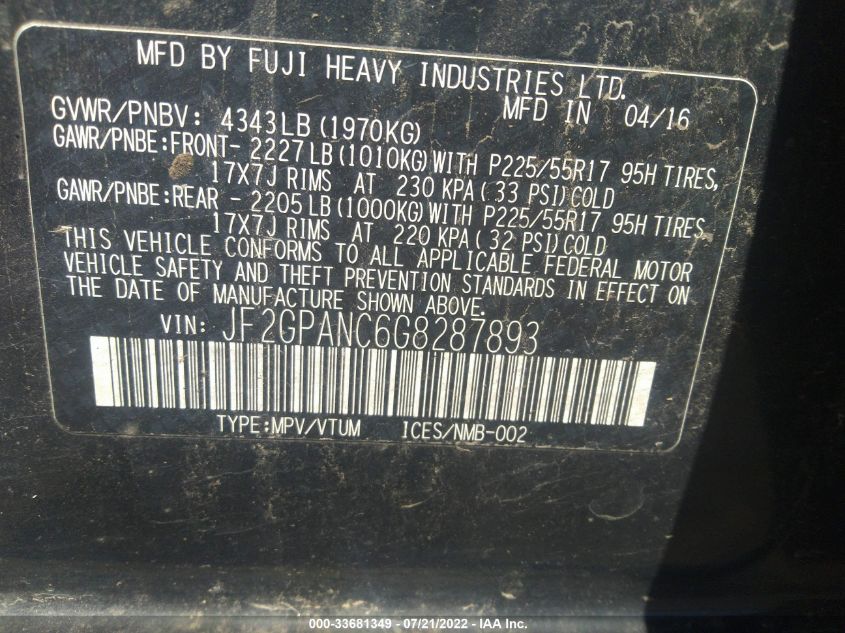 MFD BY FUJI HEAVY INDUSTRIES LTD.
MFD IN 04/16
GVWR/PNBV: 4343LB(1970KG)
GAWR/PNBE:FRONT- 2227LB(1010KG)WITH P225/55R17 95H TIRES,
17X7J RIMS AT 230 KPA( 33 PSI)COLD
GAWR/PNBE:REAR - 2205LB(1000KG)WITH P225/55R17 95H TIRES,
17X7J RIMS AT 220 KPA( 32 PSI)COLD
THIS VEHICLE CONFORMS TO ALL APPLICABLE FEDERAL MOTOR
VEHICLE SAFETY AND THEFT PREVENTION STANDARDS IN EFFECT ON
THE DATE OF MANUFACTURE SHOWN ABOVE.
VIN: JF2GPANC6G8287893
TYPE:MPV/VTUM ICES/NMB-002
000-33681349 - 07/21/2022 - IAA Inc.